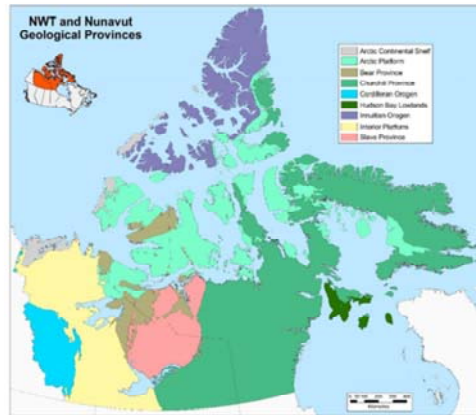 NWT and Nunavut
Geological Provinces
Arctic Continental Shelf
Arctic Platform
Bear Province
Churchill Province
Cordilleran Orogen
Hudson Bay Lowlands
Innuitian Orogen
Interior Platform
Slave Province
Kilometres